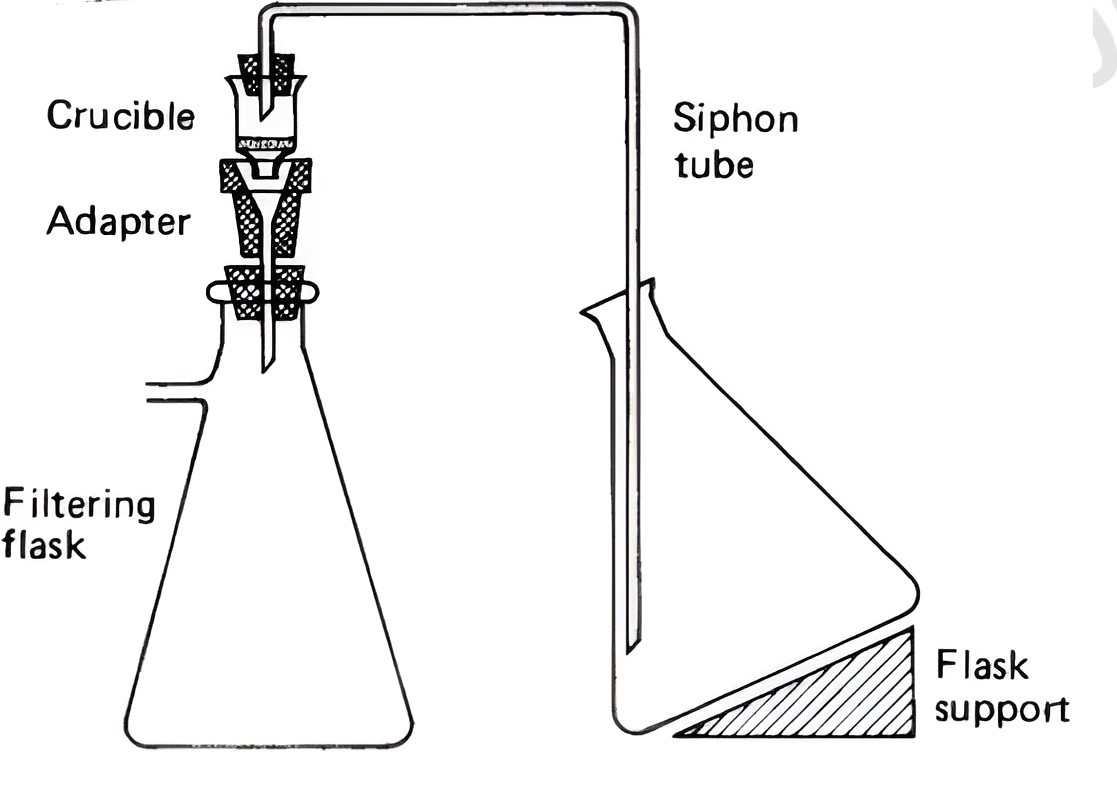 Crucible
Siphon
tube
Adapter
Filtering
flask
Flask
support